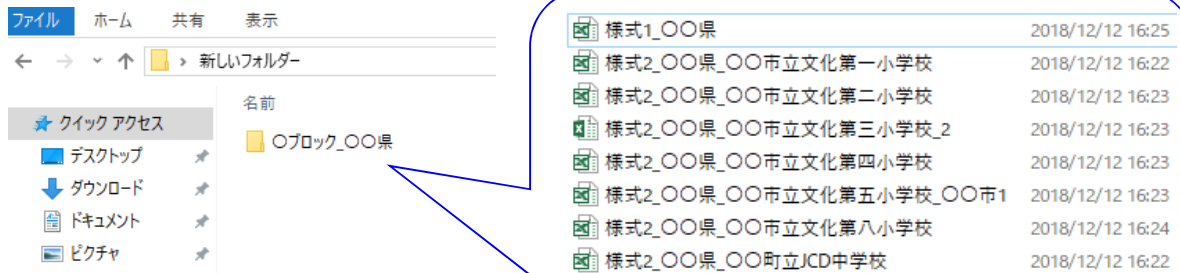 ファイル ホーム 共有 表示
新しいフォルダー
名前
クイック アクセス
デスクトップ
ダウンロード
ドキュメント
ピクチャ
〇ブロック_〇〇県
様式1_〇〇県 2018/12/12 16:25
様式2_〇〇県_〇〇市立文化第一小学校 2018/12/12 16:22
様式2_〇〇県_〇〇市立文化第二小学校 2018/12/12 16:23
様式2_〇〇県_〇〇市立文化第三小学校_2 2018/12/12 16:23
様式2_〇〇県_〇〇市立文化第四小学校 2018/12/12 16:23
様式2_〇〇県_〇〇市立文化第五小学校_〇〇市1 2018/12/12 16:23
様式2_〇〇県_〇〇市立文化第八小学校 2018/12/12 16:24
様式2_〇〇県_〇〇町立JCD中学校 2018/12/12 16:22